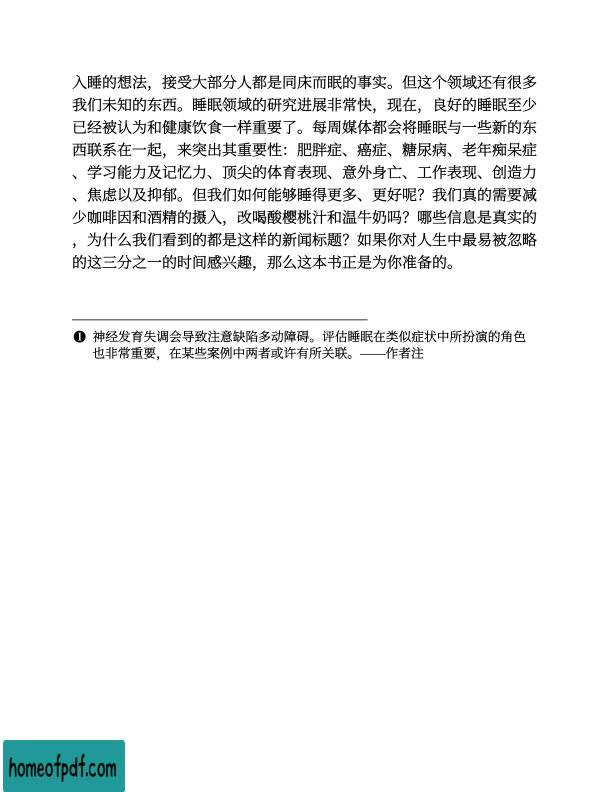 入睡的想法，接受大部分人都是同床而眠的事实。但这个领域还有很多
我们未知的东西。睡眠领域的研究进展非常快，现在，良好的睡眠至少
已经被认为和健康饮食一样重要了。每周媒体都会将睡眠与一些新的东
西联系在一起，来突出其重要性：肥胖症、癌症、糖尿病、老年痴呆症
、学习能力及记忆力、顶尖的体育表现、意外身亡、工作表现、创造力
、焦虑以及抑郁。但我们如何能够睡得更多、更好呢？我们真的需要减
少咖啡因和酒精的摄入，改喝酸樱桃汁和温牛奶吗？哪些信息是真实的
，为什么我们看到的都是这样的新闻标题？如果你对人生中最易被忽略
的这三分之一的时间感兴趣，那么这本书正是为你准备的。
❶ 神经发育失调会导致注意缺陷多动障碍。评估睡眠在类似症状中所扮演的角色
也非常重要，在某些案例中两者或许有所关联。——作者注
homeofpdf.com